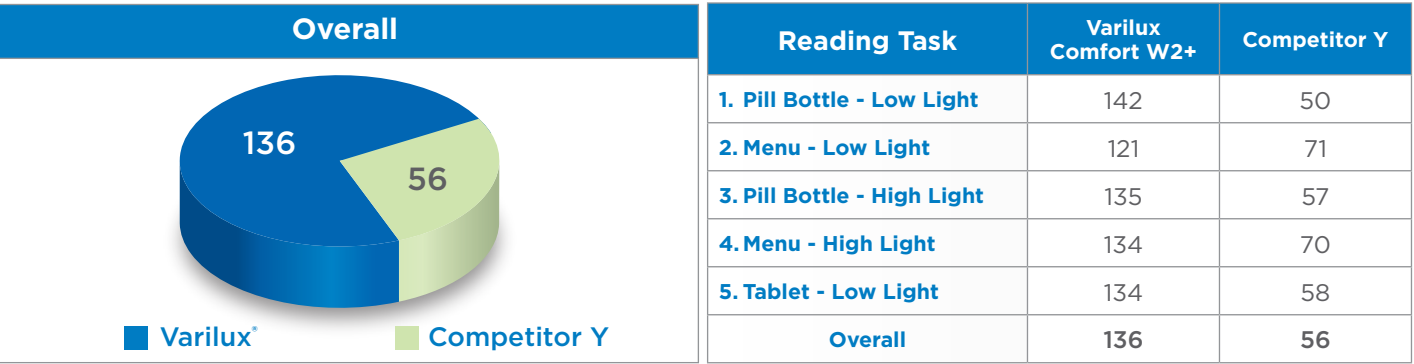 Overall
136
56
Varilux® Competitor Y
Reading Task Varilux Comfort W2+ Competitor Y
1. Pill Bottle - Low Light 142 50
2. Menu - Low Light 121 71
3. Pill Bottle - High Light 135 57
4. Menu - High Light 134 70
5. Tablet - Low Light 134 58
Overall 136 56